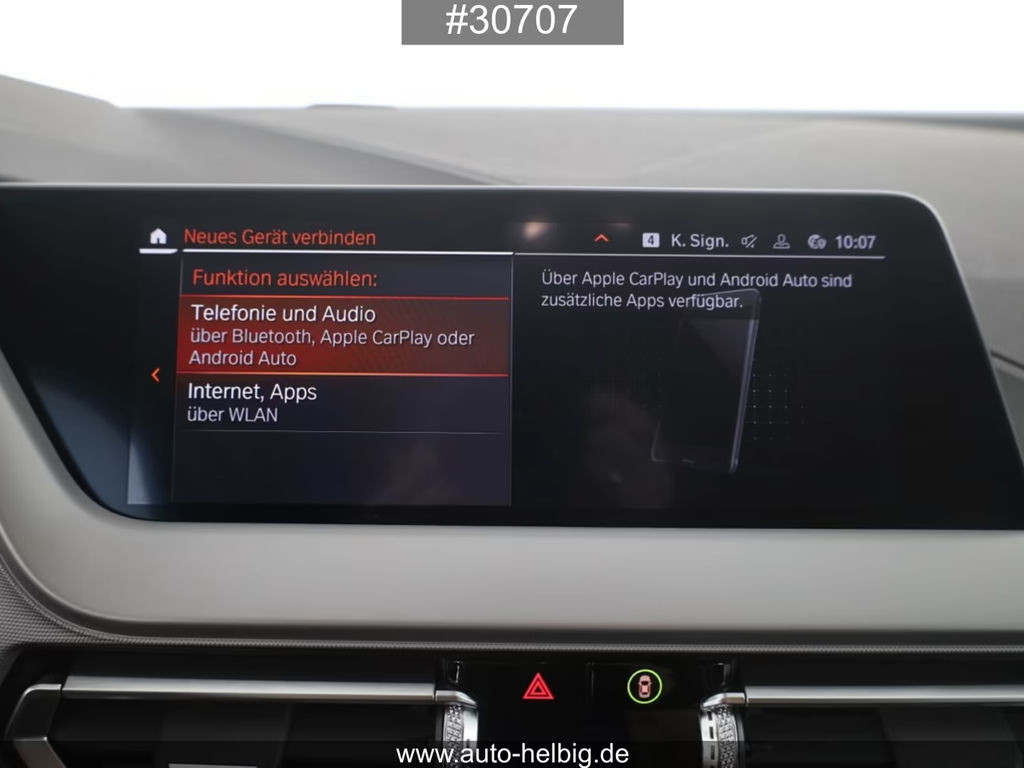 #30707
Neues Gerät verbinden
4 K. Sign. 10:07
Funktion auswählen:
Telefonie und Audio
über Bluetooth, Apple CarPlay oder
Android Auto
Internet, Apps
über WLAN
Über Apple CarPlay und Android Auto sind
zusätzliche Apps verfügbar.
www.auto-helbig.de